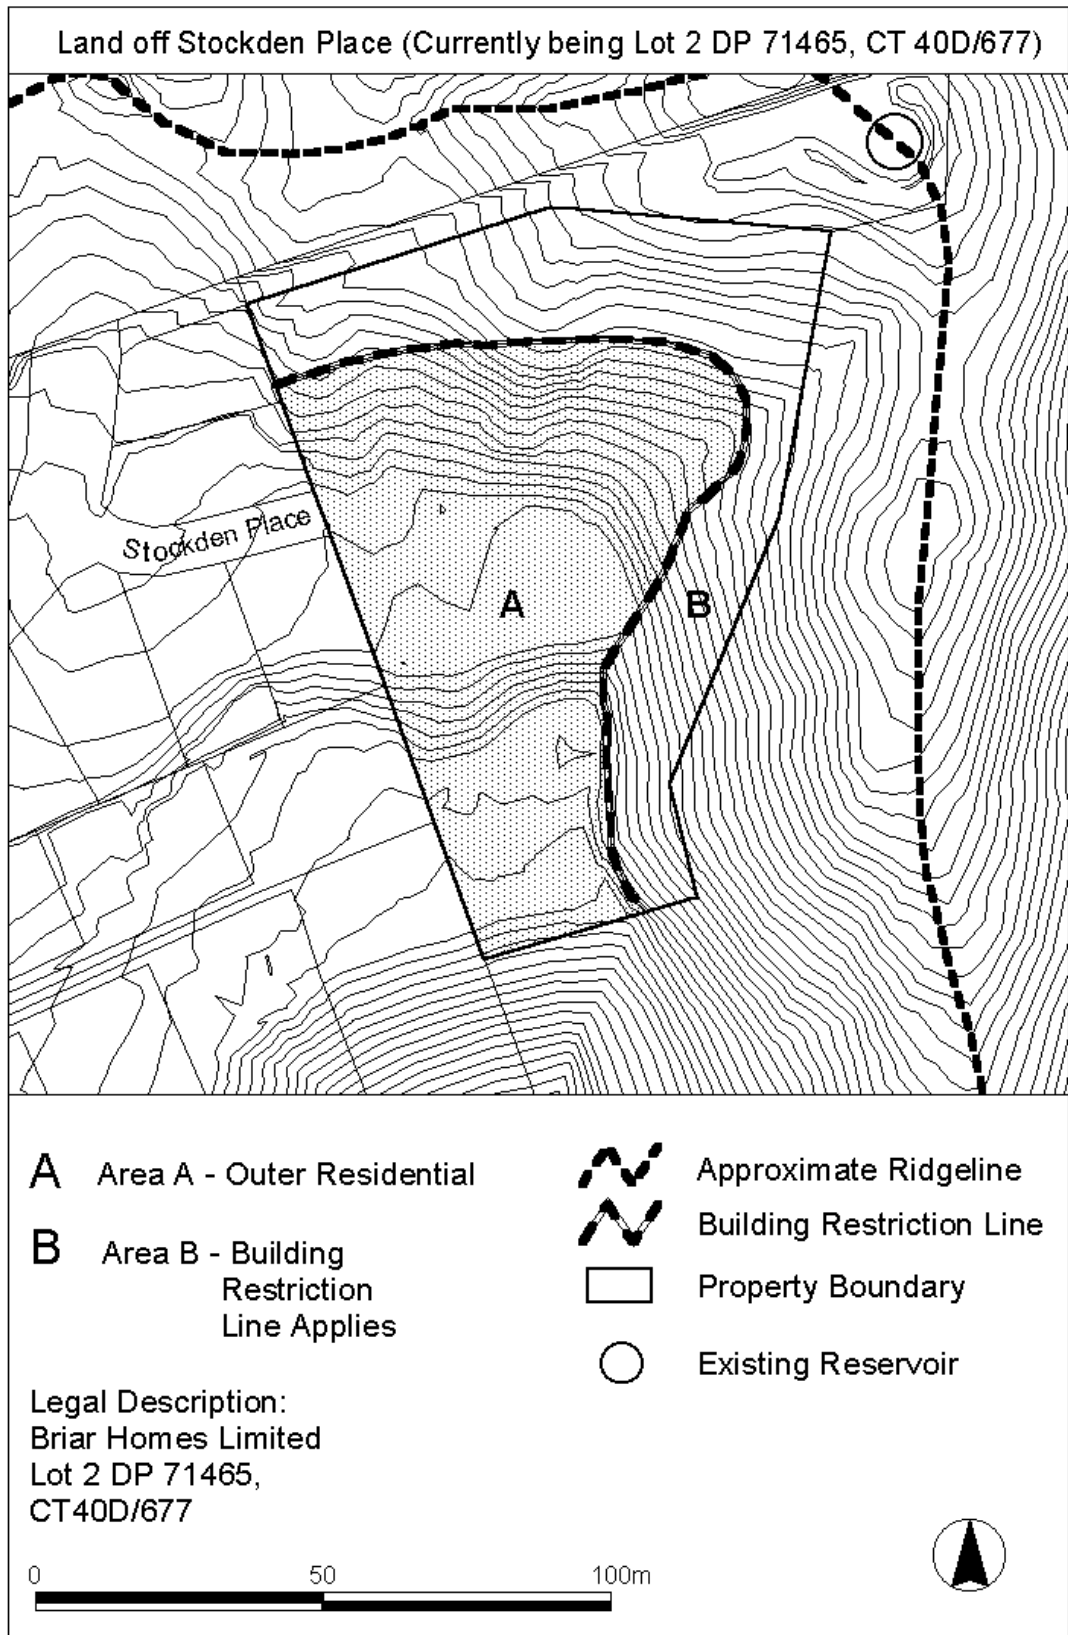 Land off Stockden Place (Currently being Lot 2 DP 71465, CT 40D/677)
Stockden Place
A
B
A Area A - Outer Residential
B Area B - Building
Restriction
Line Applies
Approximate Ridgeline
Building Restriction Line
Property Boundary
Existing Reservoir
Legal Description:
Briar Homes Limited
Lot 2 DP 71465,
CT40D/677
0 50 100m